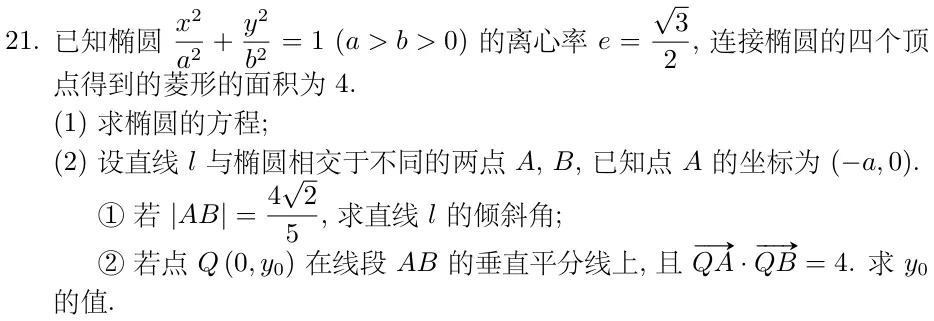 21. 已知椭圆 $\frac{x^2}{a^2} + \frac{y^2}{b^2} = 1$ $(a > b > 0)$ 的离心率 $e = \frac{\sqrt{3}}{2}$, 连接椭圆的四个顶
点得到的菱形的面积为 4.
(1) 求椭圆的方程;
(2) 设直线 $l$ 与椭圆相交于不同的两点 $A$, $B$, 已知点 $A$ 的坐标为 $(-a, 0)$.
① 若 $|AB| = \frac{4\sqrt{2}}{5}$, 求直线 $l$ 的倾斜角;
② 若点 $Q(0, y_0)$ 在线段 $AB$ 的垂直平分线上, 且 $\overrightarrow{QA} \cdot \overrightarrow{QB} = 4$. 求 $y_0$
的值.